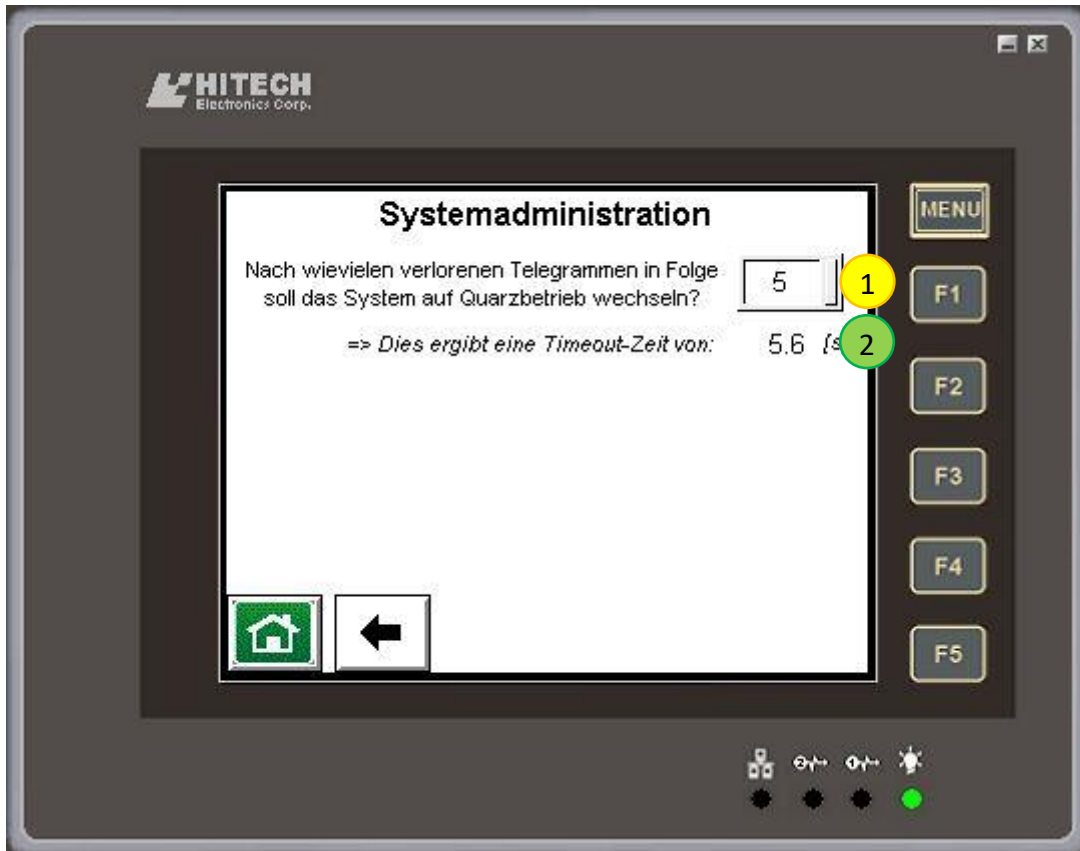 HITECH
Electronics Corp.
Systemadministration
MENU
Nach wievielen verlorenen Telegrammen in Folge
soll das System auf Quarzbetrieb wechseln?
5
1
F1
=> Dies ergibt eine Timeout-Zeit von:
5.6 [s
2
F2
F3
F4
F5